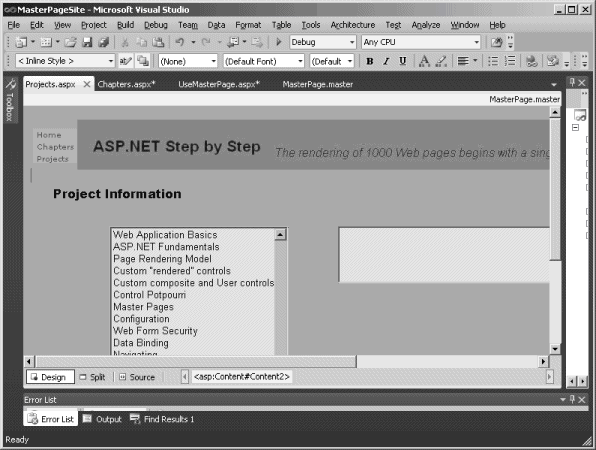 MasterPageSite - Microsoft Visual Studio
File Edit View Project Build Debug Team Data Format Table Tools Architecture Test Analyze Window Help
Debug Any CPU
< Inline Style > (None) (Default Font) (Default B I U A
Projects.aspx Chapters.aspx* UseMasterPage.aspx* MasterPage.master
Toolbox
MasterPage.master
Home
Chapters
Projects
ASP.NET Step by Step
The rendering of 1000 Web pages begins with a sing
Project Information
Web Application Basics
ASP.NET Fundamentals
Page Rendering Model
Custom "rendered" controls
Custom composite and User controls
Control Potpourri
Master Pages
Configuration
Web Form Security
Data Binding
Navigating
Design Split Source <asp:Content#Content2>
Error List
Error List Output Find Results 1
Ready